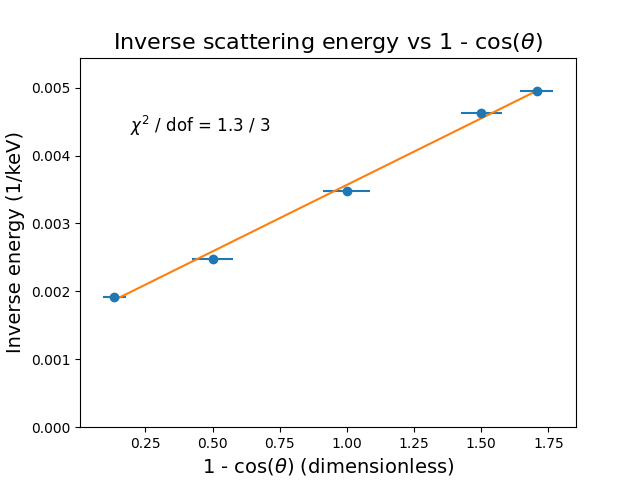 Inverse scattering energy vs 1 - cos(θ)
χ² / dof = 1.3 / 3
Inverse energy (1/keV)
0.005
0.004
0.003
0.002
0.001
0.000
0.25 0.50 0.75 1.00 1.25 1.50 1.75
1 - cos(θ) (dimensionless)